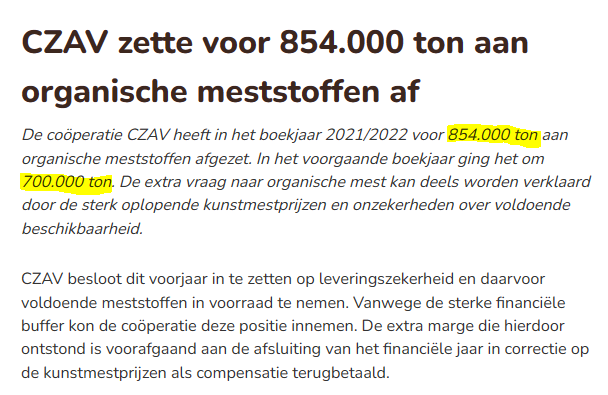 CZAV zette voor 854.000 ton aan
organische meststoffen af
De coöperatie CZAV heeft in het boekjaar 2021/2022 voor 854.000 ton aan
organische meststoffen afgezet. In het voorgaande boekjaar ging het om
700.000 ton. De extra vraag naar organische mest kan deels worden verklaard
door de sterk oplopende kunstmestprijzen en onzekerheden over voldoende
beschikbaarheid.
CZAV besloot dit voorjaar in te zetten op leveringszekerheid en daarvoor
voldoende meststoffen in voorraad te nemen. Vanwege de sterke financiële
buffer kon de coöperatie deze positie innemen. De extra marge die hierdoor
ontstond is voorafgaand aan de afsluiting van het financiële jaar in correctie op
de kunstmestprijzen als compensatie terugbetaald.